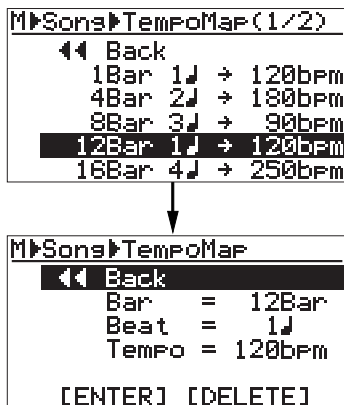 M▶Song▶TempoMap(1/2)
◀◀ Back
1Bar 1♩ → 120bpm
4Bar 2♩ → 180bpm
8Bar 3♩ → 90bpm
12Bar 1♩ → 120bpm
16Bar 4♩ → 250bpm
M▶Song▶TempoMap
◀◀ Back
Bar = 12Bar
Beat = 1♩
Tempo = 120bpm
[ENTER] [DELETE]